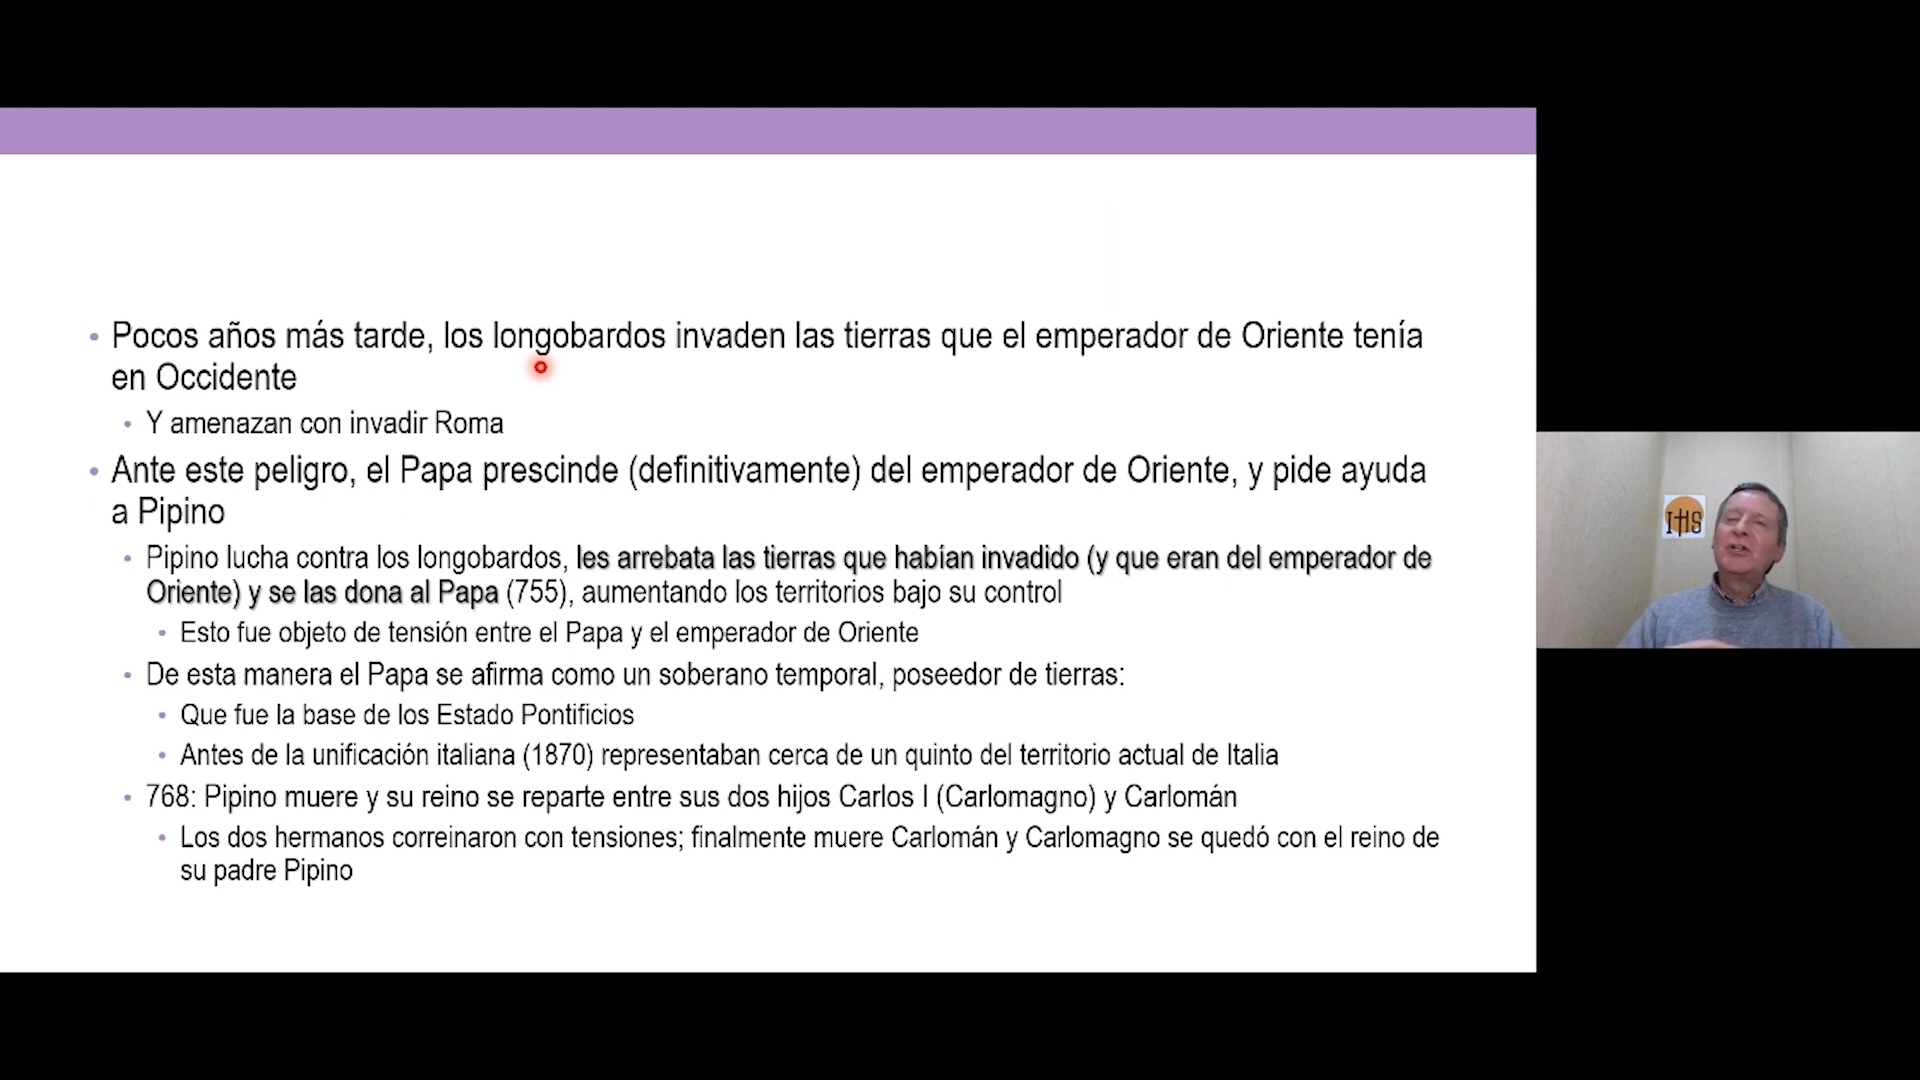 • Pocos años más tarde, los longobardos invaden las tierras que el emperador de Oriente tenía
en Occidente
• Y amenazan con invadir Roma
• Ante este peligro, el Papa prescinde (definitivamente) del emperador de Oriente, y pide ayuda
a Pipino
• Pipino lucha contra los longobardos, les arrebata las tierras que habían invadido (y que eran del emperador de
Oriente) y se las dona al Papa (755), aumentando los territorios bajo su control
• Esto fue objeto de tensión entre el Papa y el emperador de Oriente
• De esta manera el Papa se afirma como un soberano temporal, poseedor de tierras:
• Que fue la base de los Estado Pontificios
• Antes de la unificación italiana (1870) representaban cerca de un quinto del territorio actual de Italia
• 768: Pipino muere y su reino se reparte entre sus dos hijos Carlos I (Carlomagno) y Carlomán
• Los dos hermanos correinaron con tensiones; finalmente muere Carlomán y Carlomagno se quedó con el reino de
su padre Pipino
IHS